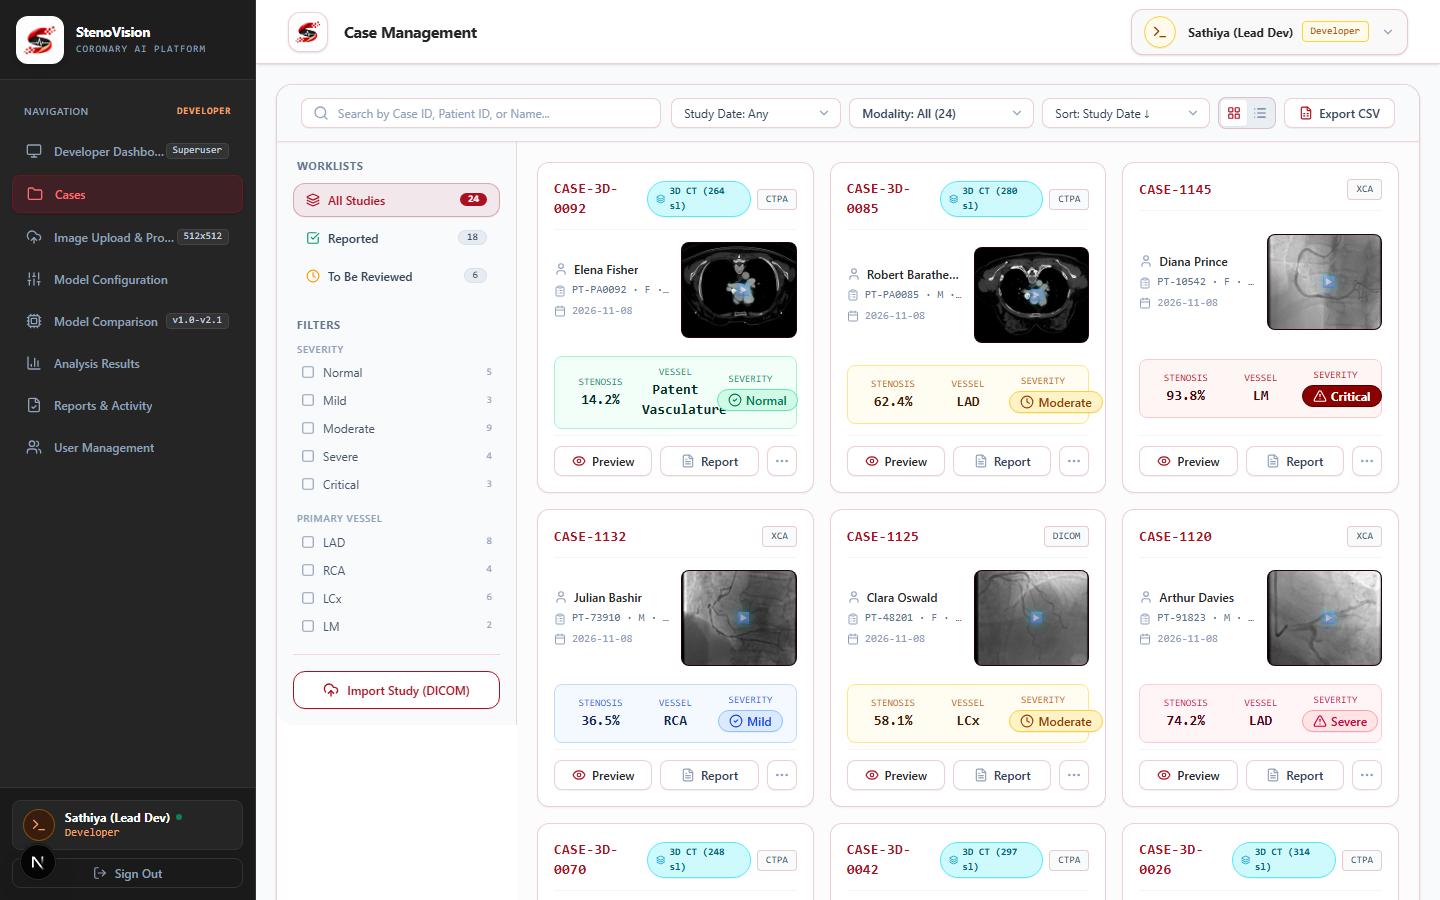 StenoVision
CORONARY AI PLATFORM
NAVIGATION
DEVELOPER
Developer Dashbo...
Superuser
Cases
Image Upload & Pro...
512x512
Model Configuration
Model Comparison
v1.0-v2.1
Analysis Results
Reports & Activity
User Management
Sathiya (Lead Dev)
Developer
N
Sign Out
Case Management
Sathiya (Lead Dev)
Developer
Search by Case ID, Patient ID, or Name...
Study Date: Any
Modality: All (24)
Sort: Study Date ↓
Export CSV
WORKLISTS
All Studies
24
Reported
18
To Be Reviewed
6
FILTERS
SEVERITY
Normal
5
Mild
3
Moderate
9
Severe
4
Critical
3
PRIMARY VESSEL
LAD
8
RCA
4
LCx
6
LM
2
Import Study (DICOM)
CASE-3D-
0092
3D CT (264
sl)
CTPA
Elena Fisher
PT-PA0092 · F ·…
2026-11-08
STENOSIS
14.2%
VESSEL
Patent
Vasculature
SEVERITY
Normal
Preview
Report
CASE-3D-
0085
3D CT (280
sl)
CTPA
Robert Barathe...
PT-PA0085 · M ·…
2026-11-08
STENOSIS
62.4%
VESSEL
LAD
SEVERITY
Moderate
Preview
Report
CASE-1145
XCA
Diana Prince
PT-10542 · F · …
2026-11-08
STENOSIS
93.8%
VESSEL
LM
SEVERITY
Critical
Preview
Report
CASE-1132
XCA
Julian Bashir
PT-73910 · M · …
2026-11-08
STENOSIS
36.5%
VESSEL
RCA
SEVERITY
Mild
Preview
Report
CASE-1125
DICOM
Clara Oswald
PT-48201 · F · …
2026-11-08
STENOSIS
58.1%
VESSEL
LCx
SEVERITY
Moderate
Preview
Report
CASE-1120
XCA
Arthur Davies
PT-91823 · M · …
2026-11-08
STENOSIS
74.2%
VESSEL
LAD
SEVERITY
Severe
Preview
Report
CASE-3D-
0070
3D CT (248
sl)
CTPA
CASE-3D-
0042
3D CT (297
sl)
CTPA
CASE-3D-
0026
3D CT (314
sl)
CTPA